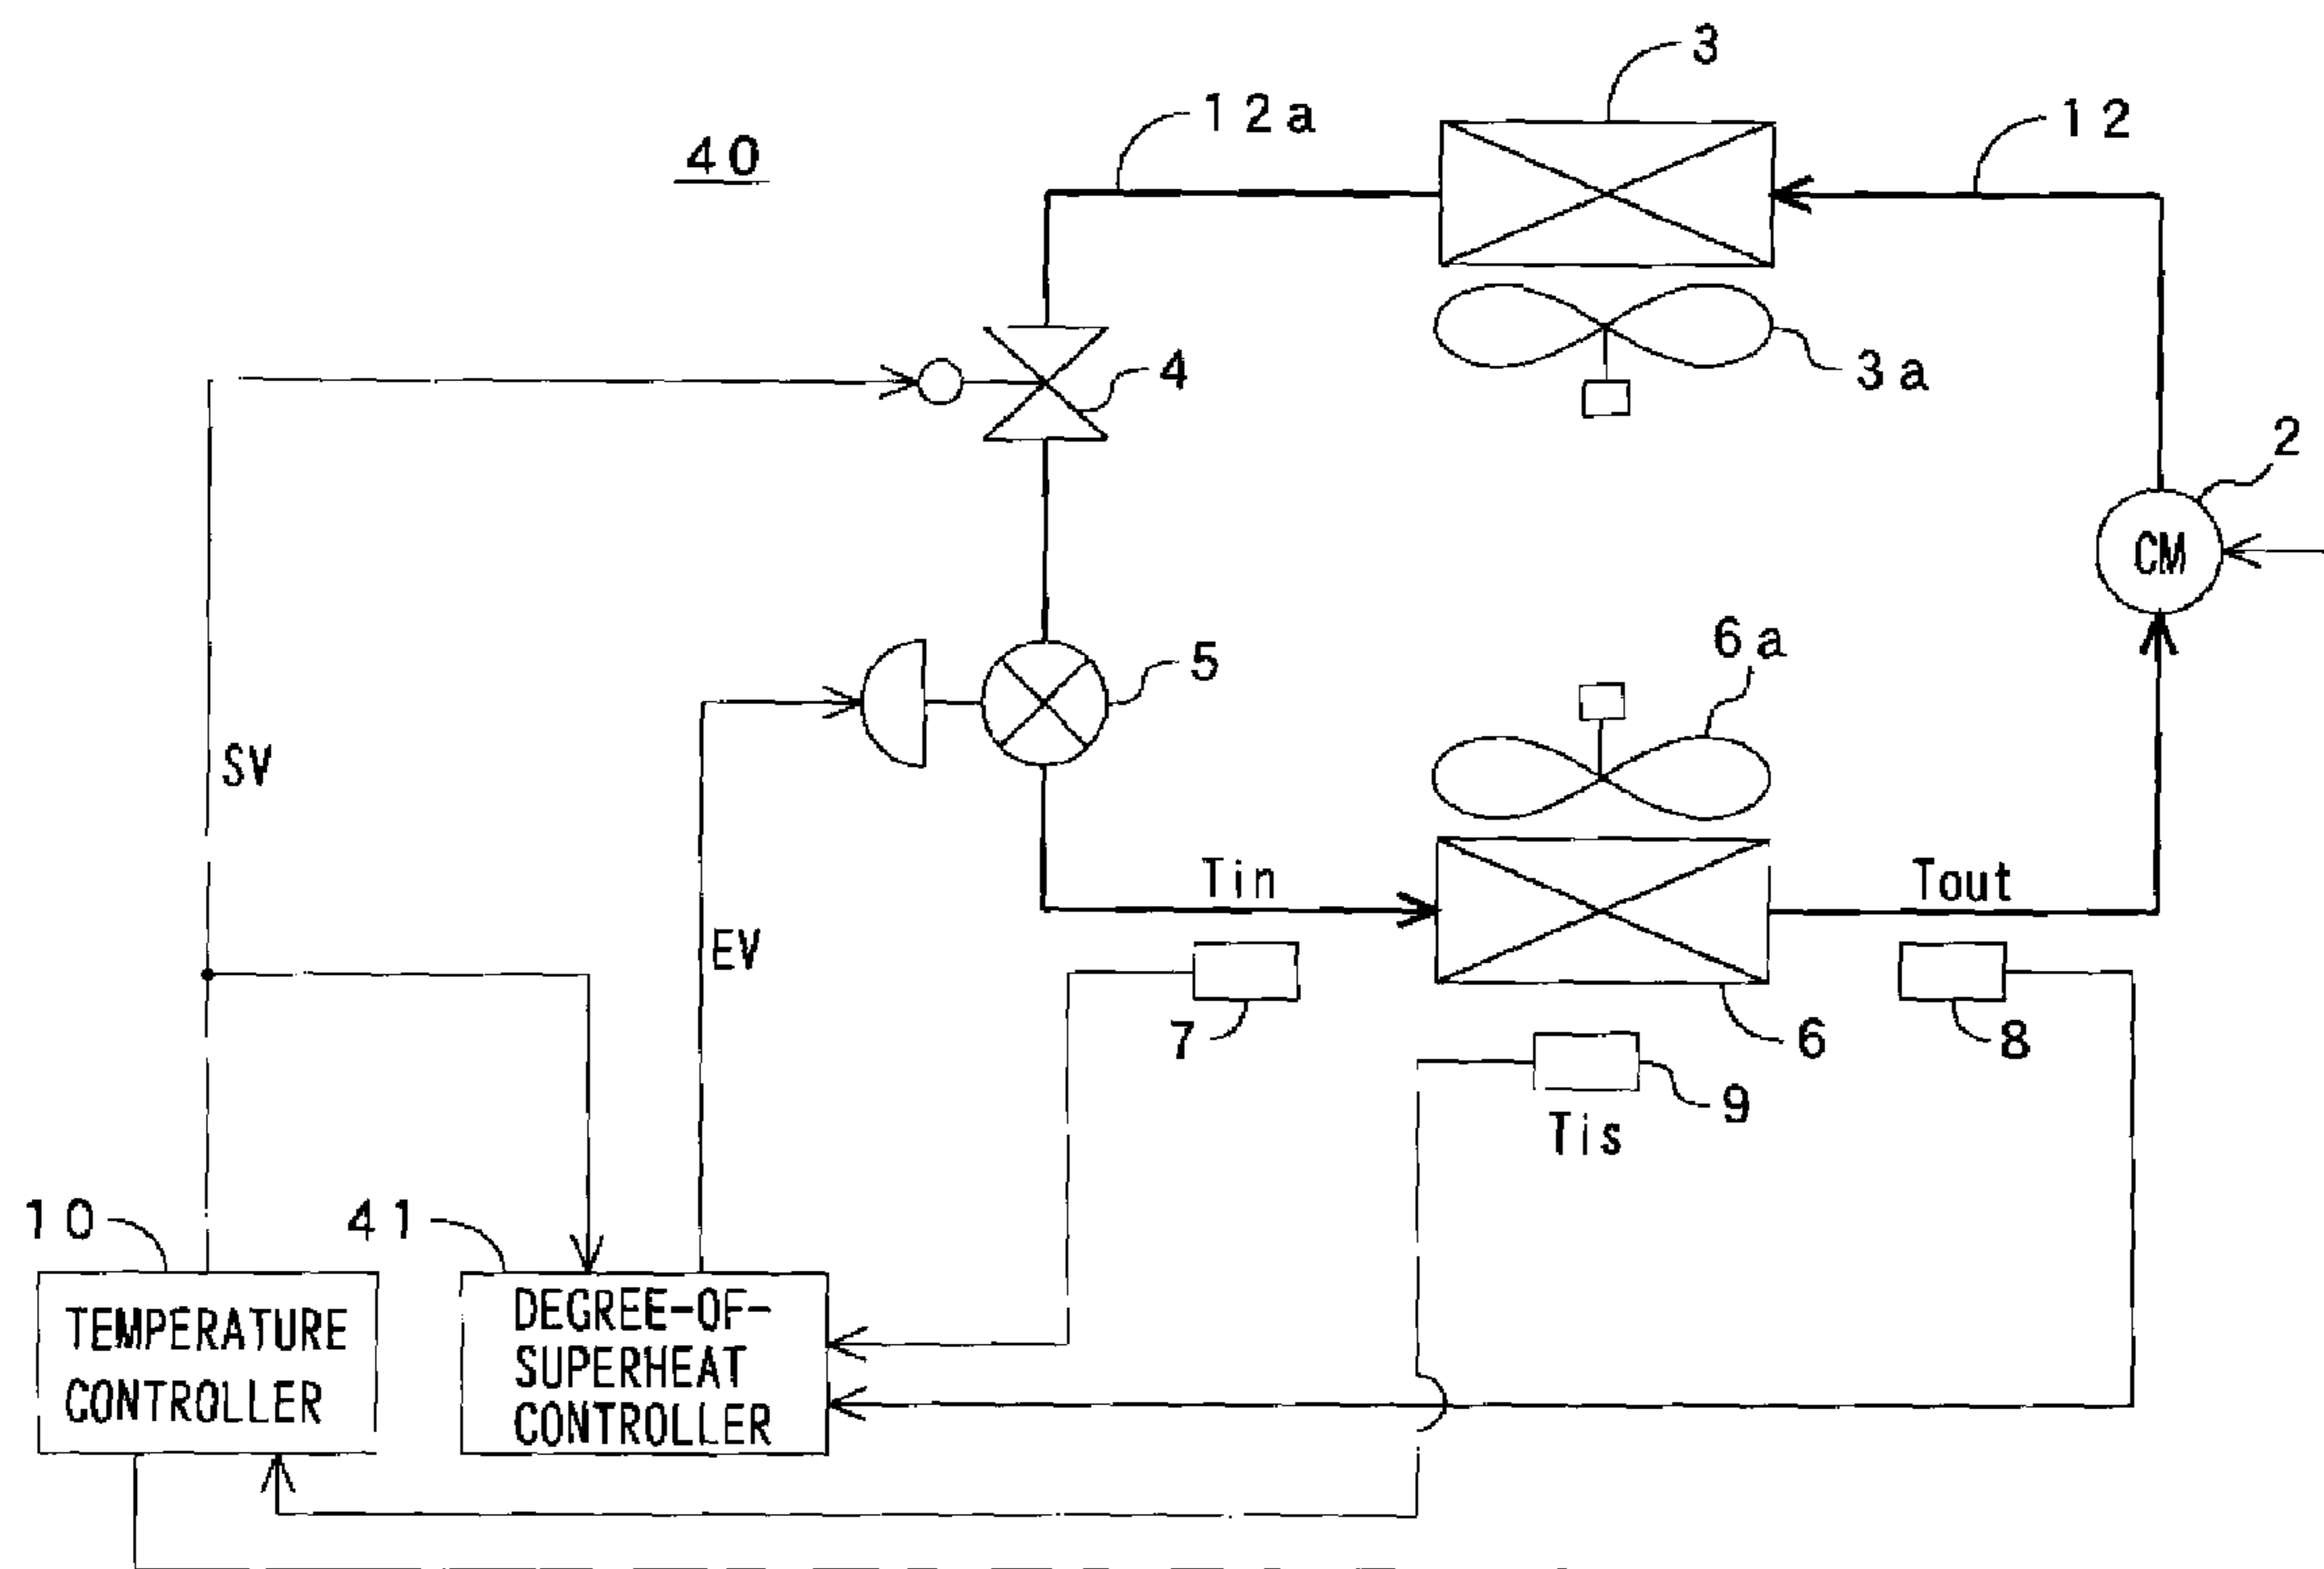 3
12a
12
40
3a
4
2
CM
5
6a
SV
Tin
Tout
EV
7
6
8
9
Tis
10
41
TEMPERATURE
CONTROLLER
DEGREE-OF-
SUPERHEAT
CONTROLLER